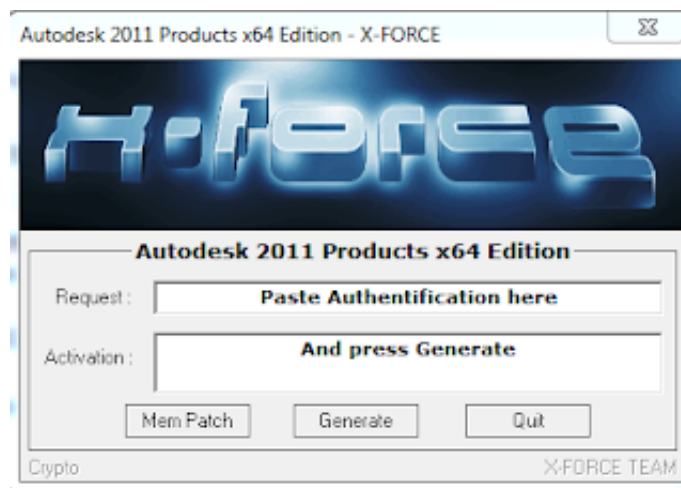 Autodesk 2011 Products x64 Edition - X-FORCE
x-force
Autodesk 2011 Products x64 Edition
Request : Paste Authentification here
Activation : And press Generate
Mem Patch Generate Quit
Crypto X-FORCE TEAM